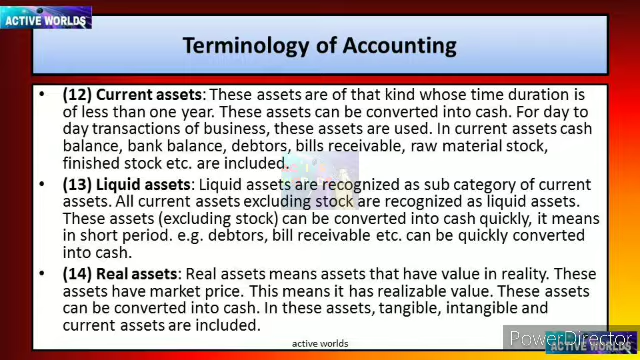 ACTIVE WORLDS
Terminology of Accounting
• (12) Current assets: These assets are of that kind whose time duration is
of less than one year. These assets can be converted into cash. For day to
day transactions of business, these assets are used. In current assets cash
balance, bank balance, debtors, bills receivable, raw material stock,
finished stock etc. are included.
• (13) Liquid assets: Liquid assets are recognized as sub category of current
assets. All current assets excluding stock are recognized as liquid assets.
These assets (excluding stock) can be converted into cash quickly, it means
in short period. e.g. debtors, bill receivable etc. can be quickly converted
into cash.
• (14) Real assets: Real assets means assets that have value in reality. These
assets have market price. This means it has realizable value. These assets
can be converted into cash. In these assets, tangible, intangible and
current assets are included.
PowerDirector
active worlds
ACTIVE WORLDS